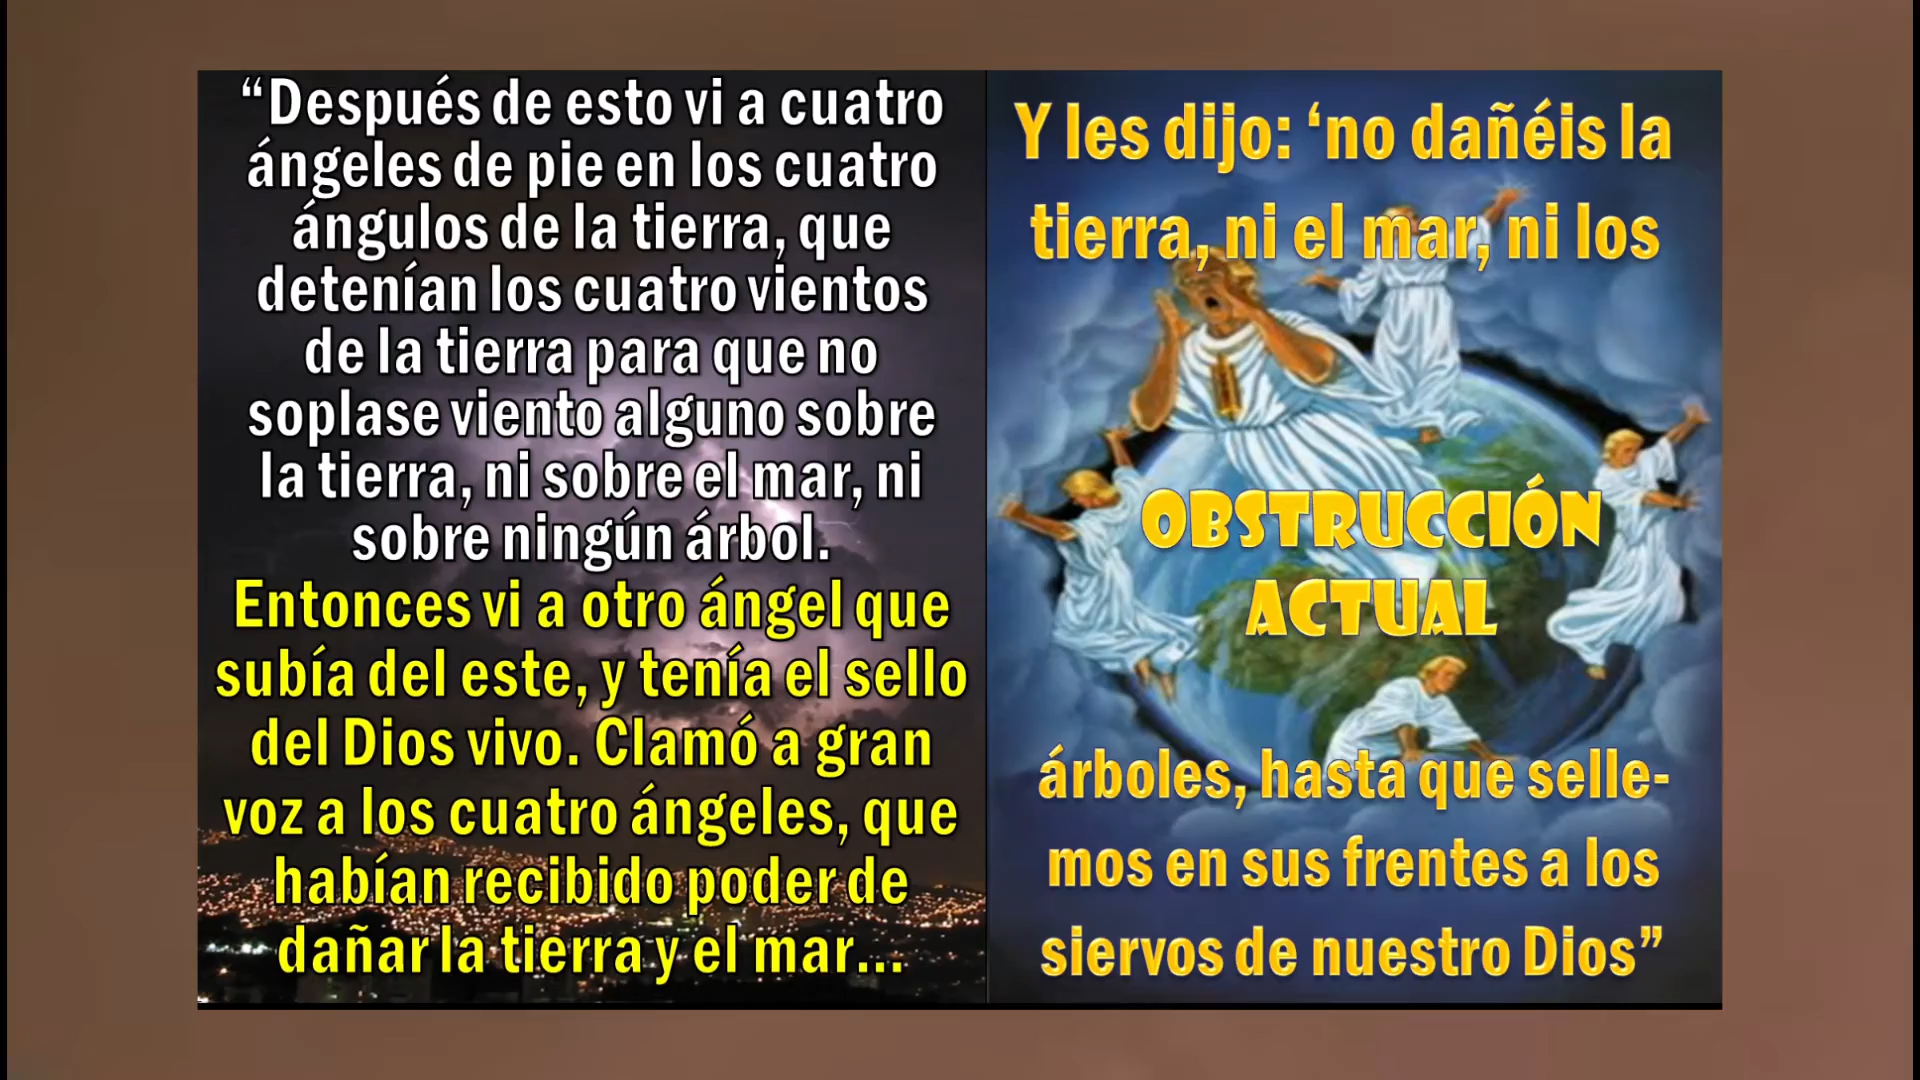 “Después de esto vi a cuatro
ángeles de pie en los cuatro
ángulos de la tierra, que
detenían los cuatro vientos
de la tierra para que no
soplase viento alguno sobre
la tierra, ni sobre el mar, ni
sobre ningún árbol.
Entonces vi a otro ángel que
subía del este, y tenía el sello
del Dios vivo. Clamó a gran
voz a los cuatro ángeles, que
habían recibido poder de
dañar la tierra y el mar...
Y les dijo: ‘no dañéis la
tierra, ni el mar, ni los
OBSTRUCCIÓN
ACTUAL
árboles, hasta que selle-
mos en sus frentes a los
siervos de nuestro Dios”